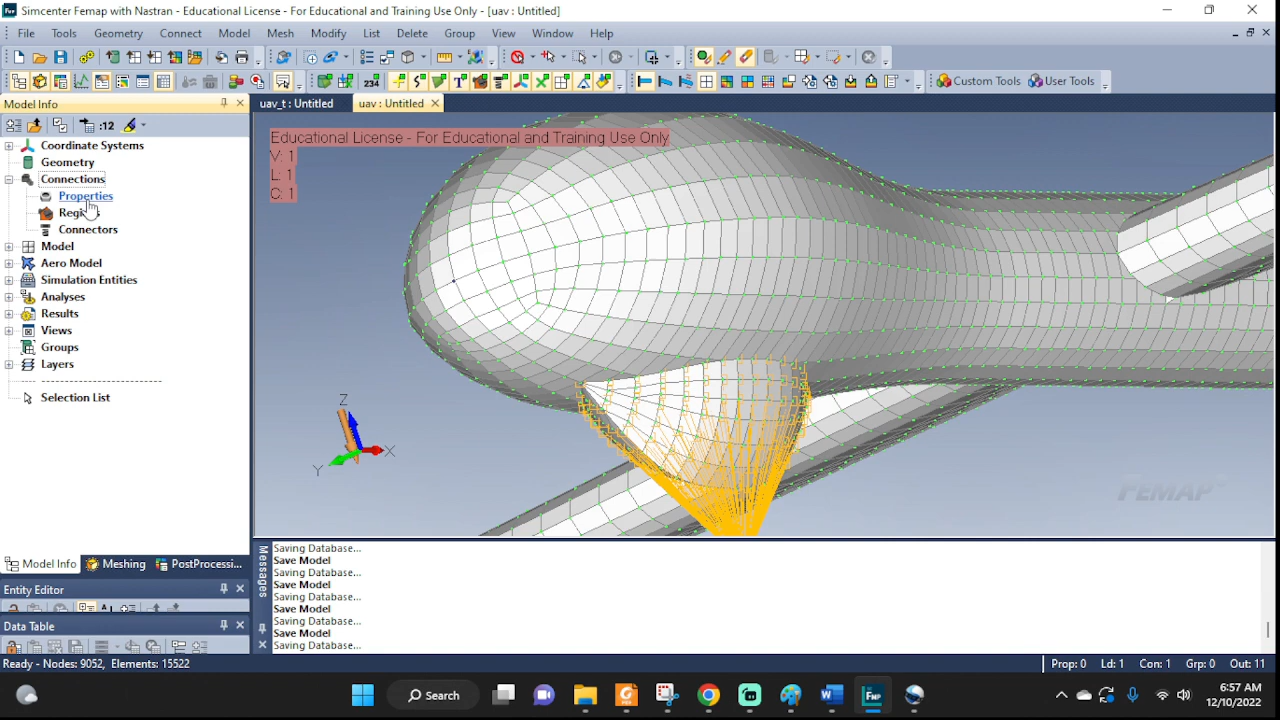 Simcenter Femap with Nastran - Educational License - For Educational and Training Use Only - [uav : Untitled]
File Tools Geometry Connect Model Mesh Modify List Delete Group View Window Help
234 T Custom Tools User Tools
Model Info uav_t : Untitled uav : Untitled
:12
Educational License - For Educational and Training Use Only
V: 1
L: 1
C: 1
Coordinate Systems
Geometry
Connections
Properties
Connectors
Model
Aero Model
Simulation Entities
Analyses
Results
Views
Groups
Layers
Selection List
Z
X
Y
FEMAP
Model Info Meshing PostProcessi...
Entity Editor
Data Table
Messages
Saving Database...
Save Model
Saving Database...
Save Model
Saving Database...
Save Model
Saving Database...
Save Model
Saving Database...
Ready - Nodes: 9052, Elements: 15522 Prop: 0 Ld: 1 Con: 1 Grp: 0 Out: 11
Search
6:57 AM
12/10/2022